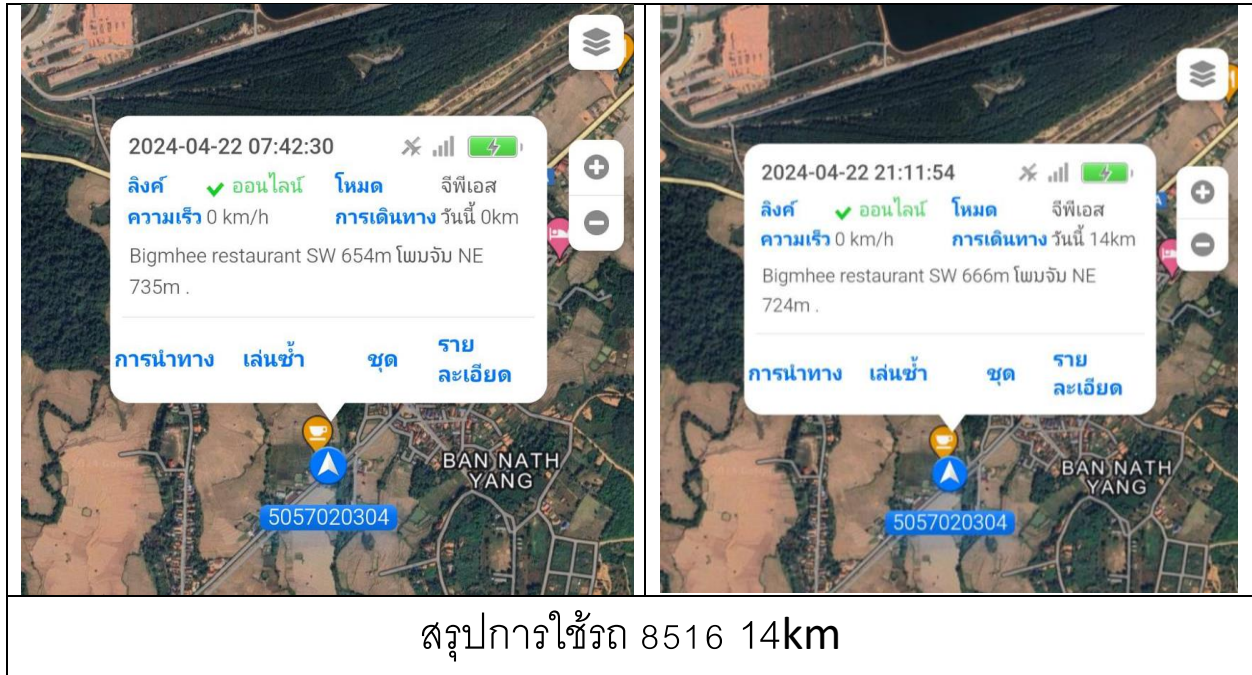 2024-04-22 07:42:30
ลิงค์ ออนไลน์ โหมด จีพีเอส
ความเร็ว 0 km/h การเดินทาง วันนี้ 0km
Bigmhee restaurant SW 654m โพนจัน NE
735m .
การนำทาง เล่นซ้ำ ชุด ราย
ละเอียด
BAN NATH
YANG
5057020304
2024-04-22 21:11:54
ลิงค์ ออนไลน์ โหมด จีพีเอส
ความเร็ว 0 km/h การเดินทาง วันนี้ 14km
Bigmhee restaurant SW 666m โพนจัน NE
724m .
การนำทาง เล่นซ้ำ ชุด ราย
ละเอียด
BAN NATH
YANG
5057020304
สรุปการใช้รถ 8516 14km